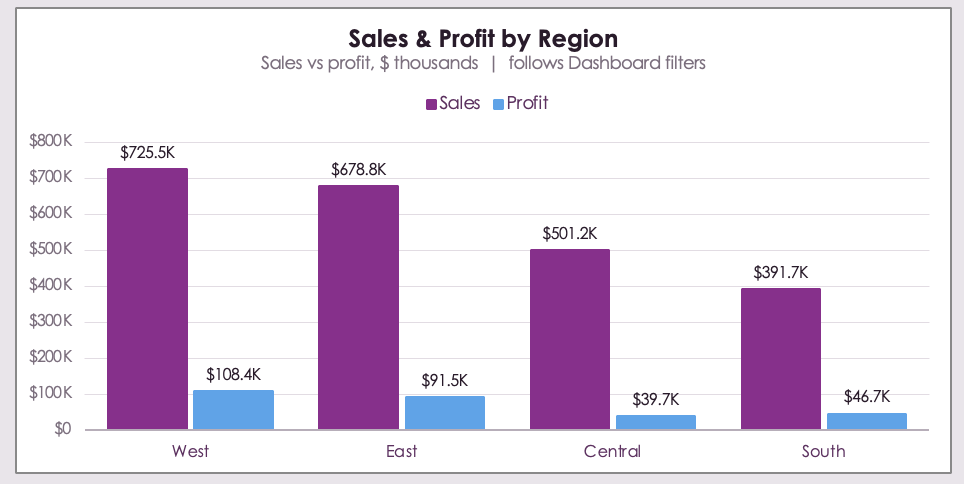 Sales & Profit by Region
Sales vs profit, $ thousands | follows Dashboard filters
Sales Profit
$800K
$700K
$600K
$500K
$400K
$300K
$200K
$100K
$0
$725.5K
$108.4K
$678.8K
$91.5K
$501.2K
$39.7K
$391.7K
$46.7K
West East Central South